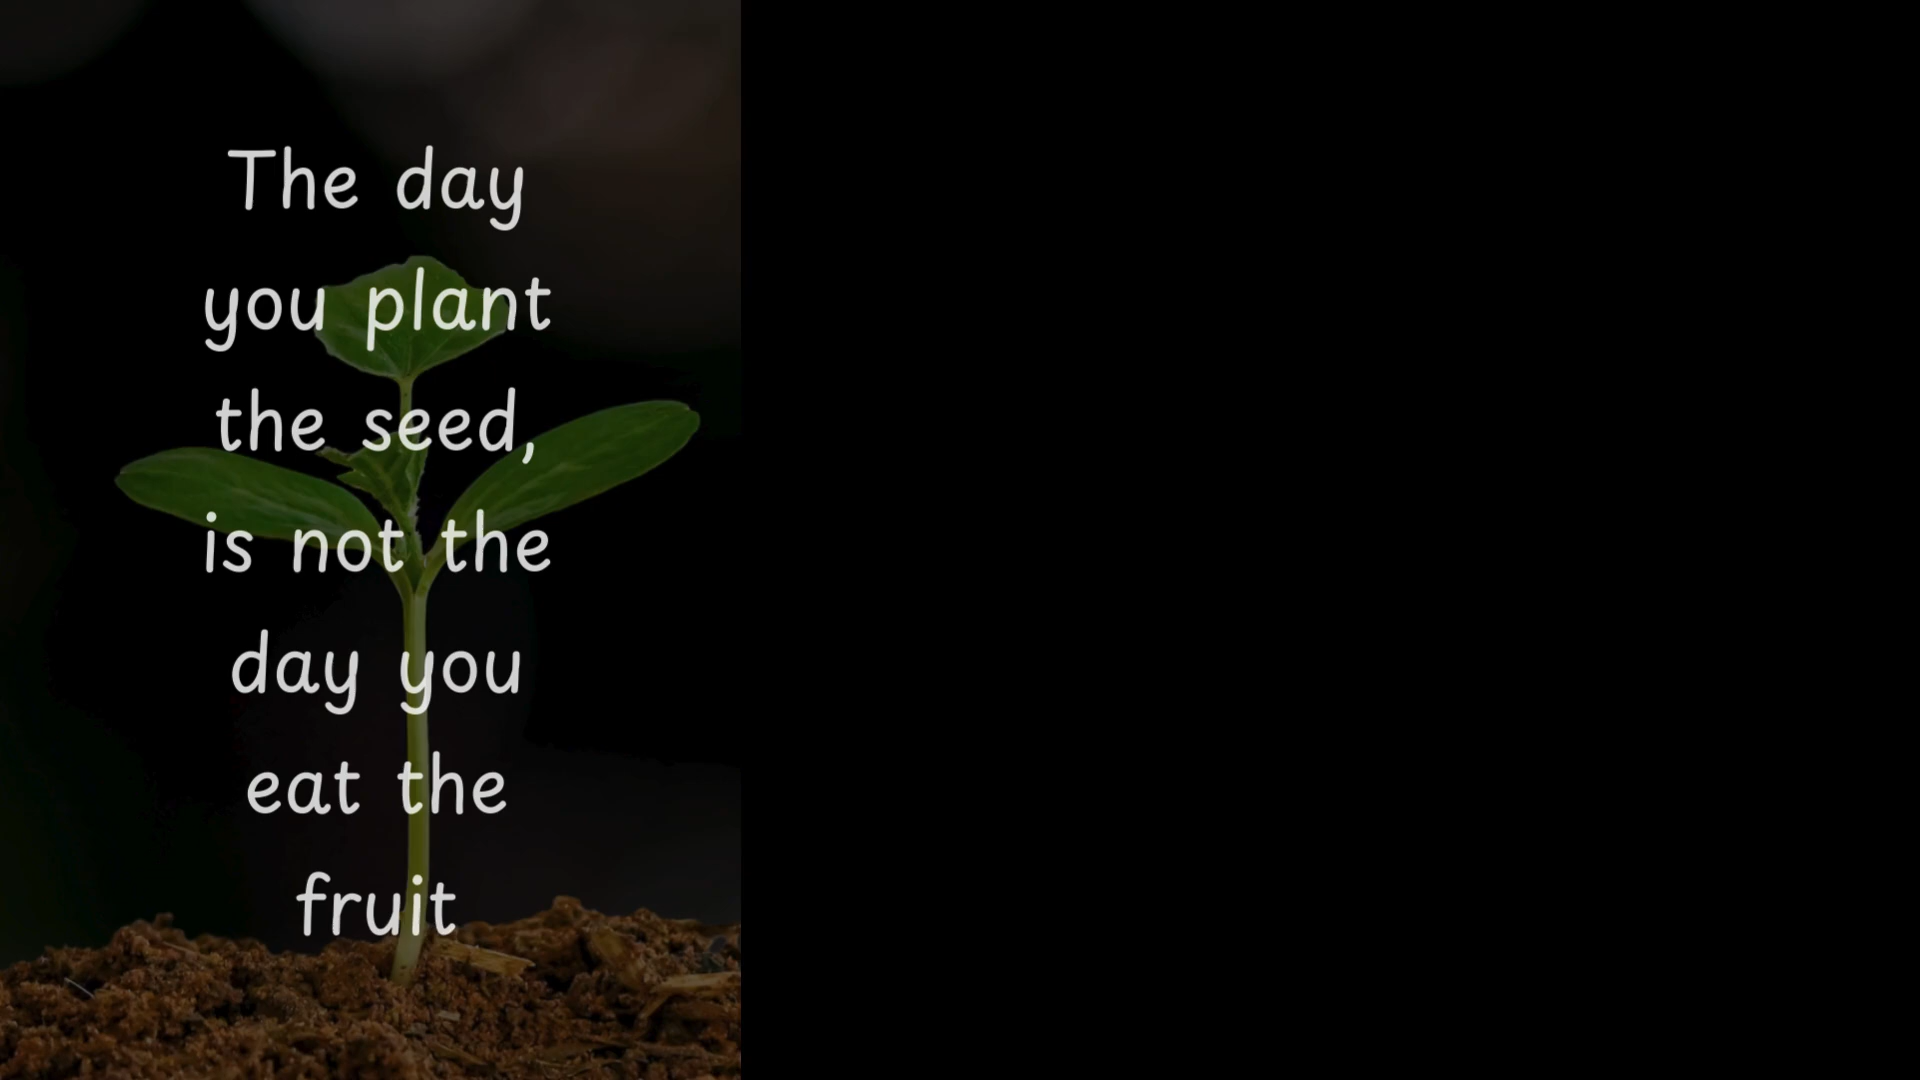 The day
you plant
the seed,
is not the
day you
eat the
fruit